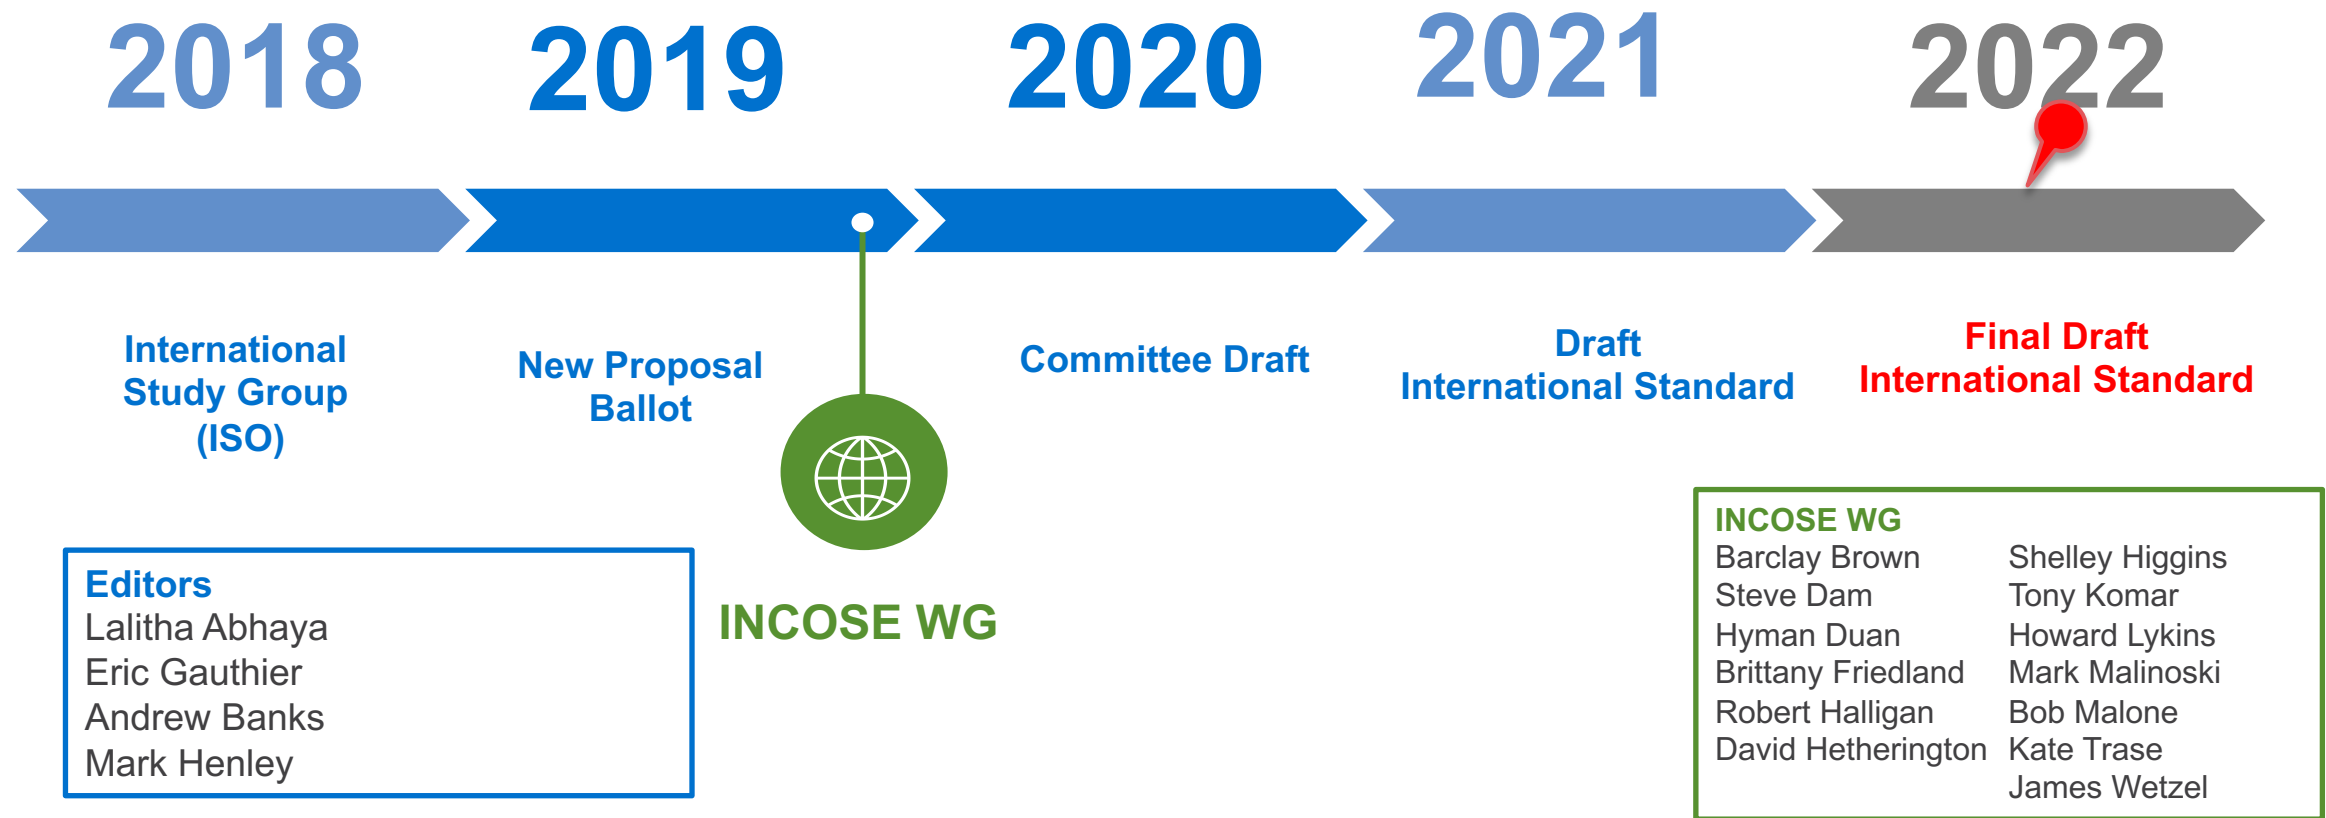 2018
2019
2020
2021
2022
International
Study Group
(ISO)
New Proposal
Ballot
Committee Draft
Draft
International Standard
Final Draft
International Standard
Editors
Lalitha Abhaya
Eric Gauthier
Andrew Banks
Mark Henley
INCOSE WG
INCOSE WG
Barclay Brown
Steve Dam
Hyman Duan
Brittany Friedland
Robert Halligan
David Hetherington
Shelley Higgins
Tony Komar
Howard Lykins
Mark Malinoski
Bob Malone
Kate Trase
James Wetzel